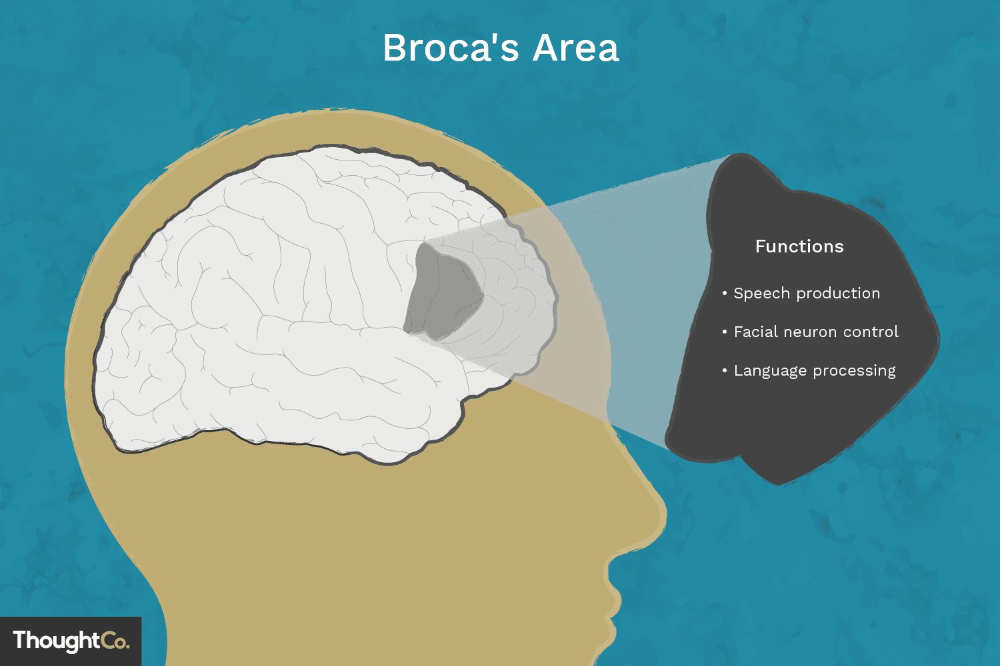 Broca's Area
Functions
• Speech production
• Facial neuron control
• Language processing
ThoughtCo.